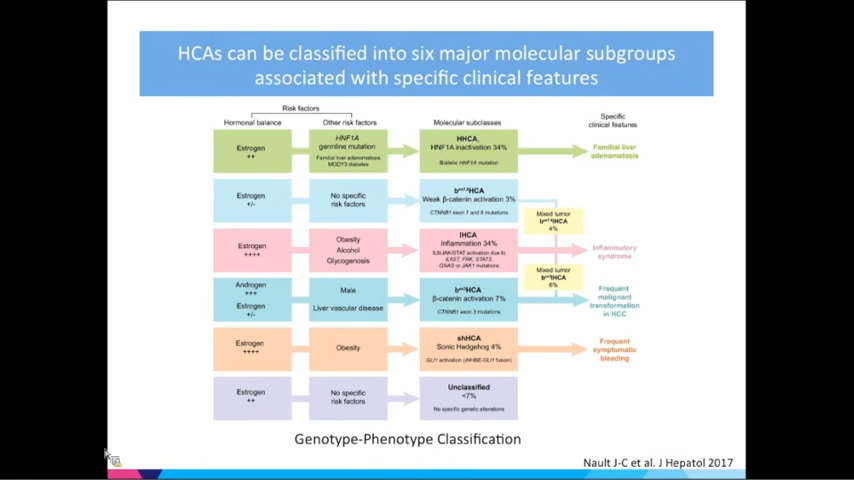 HCAs can be classified into six major molecular subgroups
associated with specific clinical features
Risk factors
Hormonal balance
Other risk factors
Molecular subclasses
Specific
clinical features
Estrogen
++
HNF1A
germline mutation
Familial liver adenomatosis
MODY3 diabetes
HHCA,
HNF1A inactivation 34%
Biallelic HNF1A mutation
Familial liver
adenomatosis
Estrogen
+/-
No specific
risk factors
bex7,8HCA
Weak β-catenin activation 3%
CTNNB1 exon 7 and 8 mutations
Mixed tumor
bex7,8IHCA
4%
Estrogen
++++
Obesity
Alcohol
Glycogenosis
IHCA
Inflammation 34%
IL6/JAK/STAT activation due to
IL6ST, FRK, STAT3,
GNAS or JAK1 mutations
Inflammatory
syndrome
Mixed tumor
bex3IHCA
6%
Androgen
+++
Estrogen
+/-
Male
Liver vascular disease
bex3HCA
β-catenin activation 7%
CTNNB1 exon 3 mutations
Frequent
malignant
transformation
in HCC
Estrogen
++++
Obesity
shHCA
Sonic Hedgehog 4%
GLI1 activation (INHBE-GLI1 fusion)
Frequent
symptomatic
bleeding
Estrogen
++
No specific
risk factors
Unclassified
<7%
No specific genetic alterations
Genotype-Phenotype Classification
Nault J-C et al. J Hepatol 2017